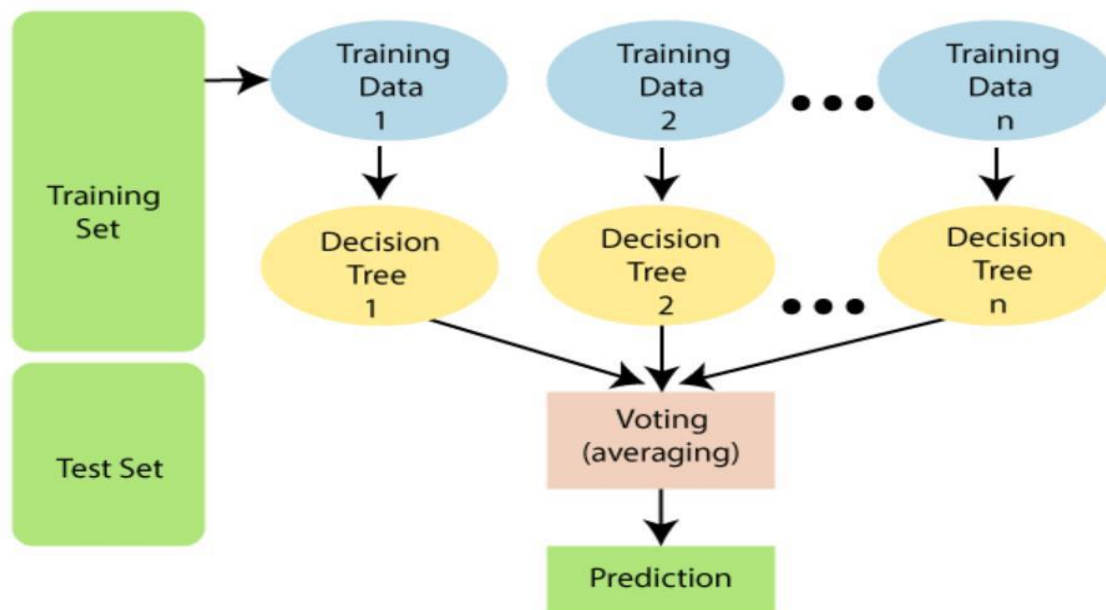 Training
Set
Test Set
Training
Data
1
Training
Data
2
Training
Data
n
Decision
Tree
1
Decision
Tree
2
Decision
Tree
n
Voting
(averaging)
Prediction